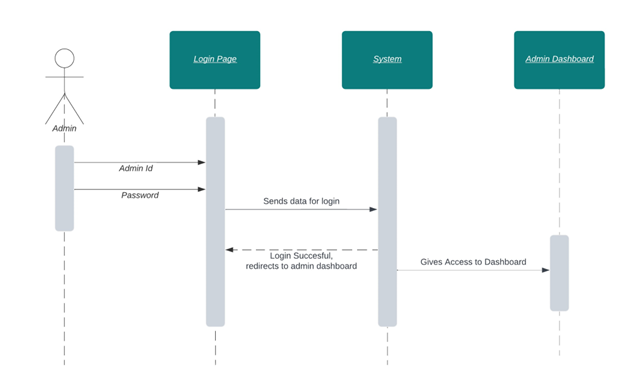 Login Page
System
Admin Dashboard
Admin
Admin Id
Password
Sends data for login
Login Succesful,
redirects to admin dashboard
Gives Access to Dashboard